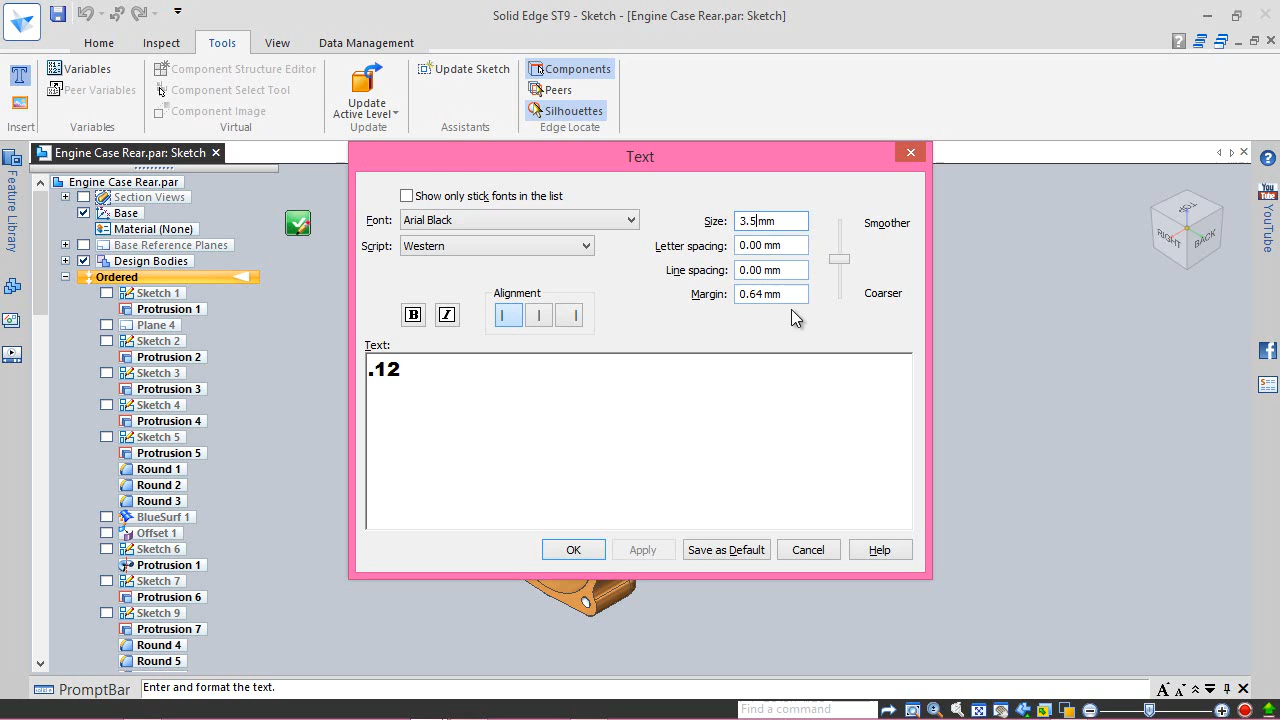 Solid Edge ST9 - Sketch - [Engine Case Rear.par: Sketch]
Home Inspect Tools View Data Management
Variables
Peer Variables
Component Structure Editor
Component Select Tool
Component Image
Update
Active Level
Update Sketch
Components
Peers
Silhouettes
Insert Variables Virtual Update Assistants Edge Locate
Engine Case Rear.par: Sketch
Feature Library
Engine Case Rear.par
Section Views
Base
Material (None)
Base Reference Planes
Design Bodies
Ordered
Sketch 1
Protrusion 1
Plane 4
Sketch 2
Protrusion 2
Sketch 3
Protrusion 3
Sketch 4
Protrusion 4
Sketch 5
Protrusion 5
Round 1
Round 2
Round 3
BlueSurf 1
Offset 1
Sketch 6
Protrusion 1
Sketch 7
Protrusion 6
Sketch 9
Protrusion 7
Round 4
Round 5
Text
Show only stick fonts in the list
Font: Arial Black
Script: Western
Size: 3.5mm
Letter spacing: 0.00 mm
Line spacing: 0.00 mm
Margin: 0.64 mm
Smoother
Coarser
B I
Alignment
Text:
.12
OK Apply Save as Default Cancel Help
RIGHT BACK
You
Tube
YouTube
PromptBar
Enter and format the text.
Find a command